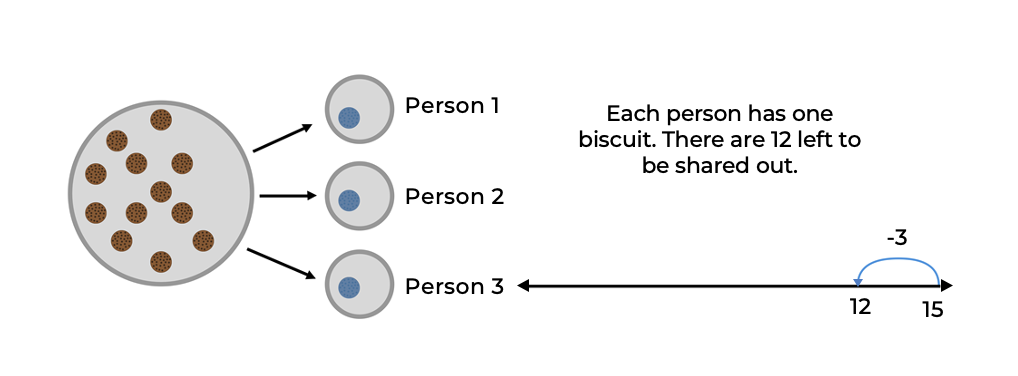 Person 1
Person 2
Person 3
Each person has one
biscuit. There are 12 left to
be shared out.
-3
12
15